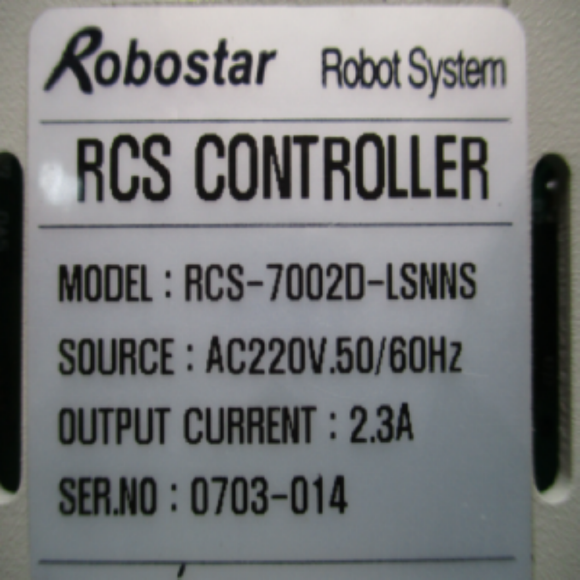 Robostar Robot System
RCS CONTROLLER
MODEL : RCS-7002D-LSNNS
SOURCE : AC220V.50/60Hz
OUTPUT CURRENT : 2.3A
SER.NO : 0703-014